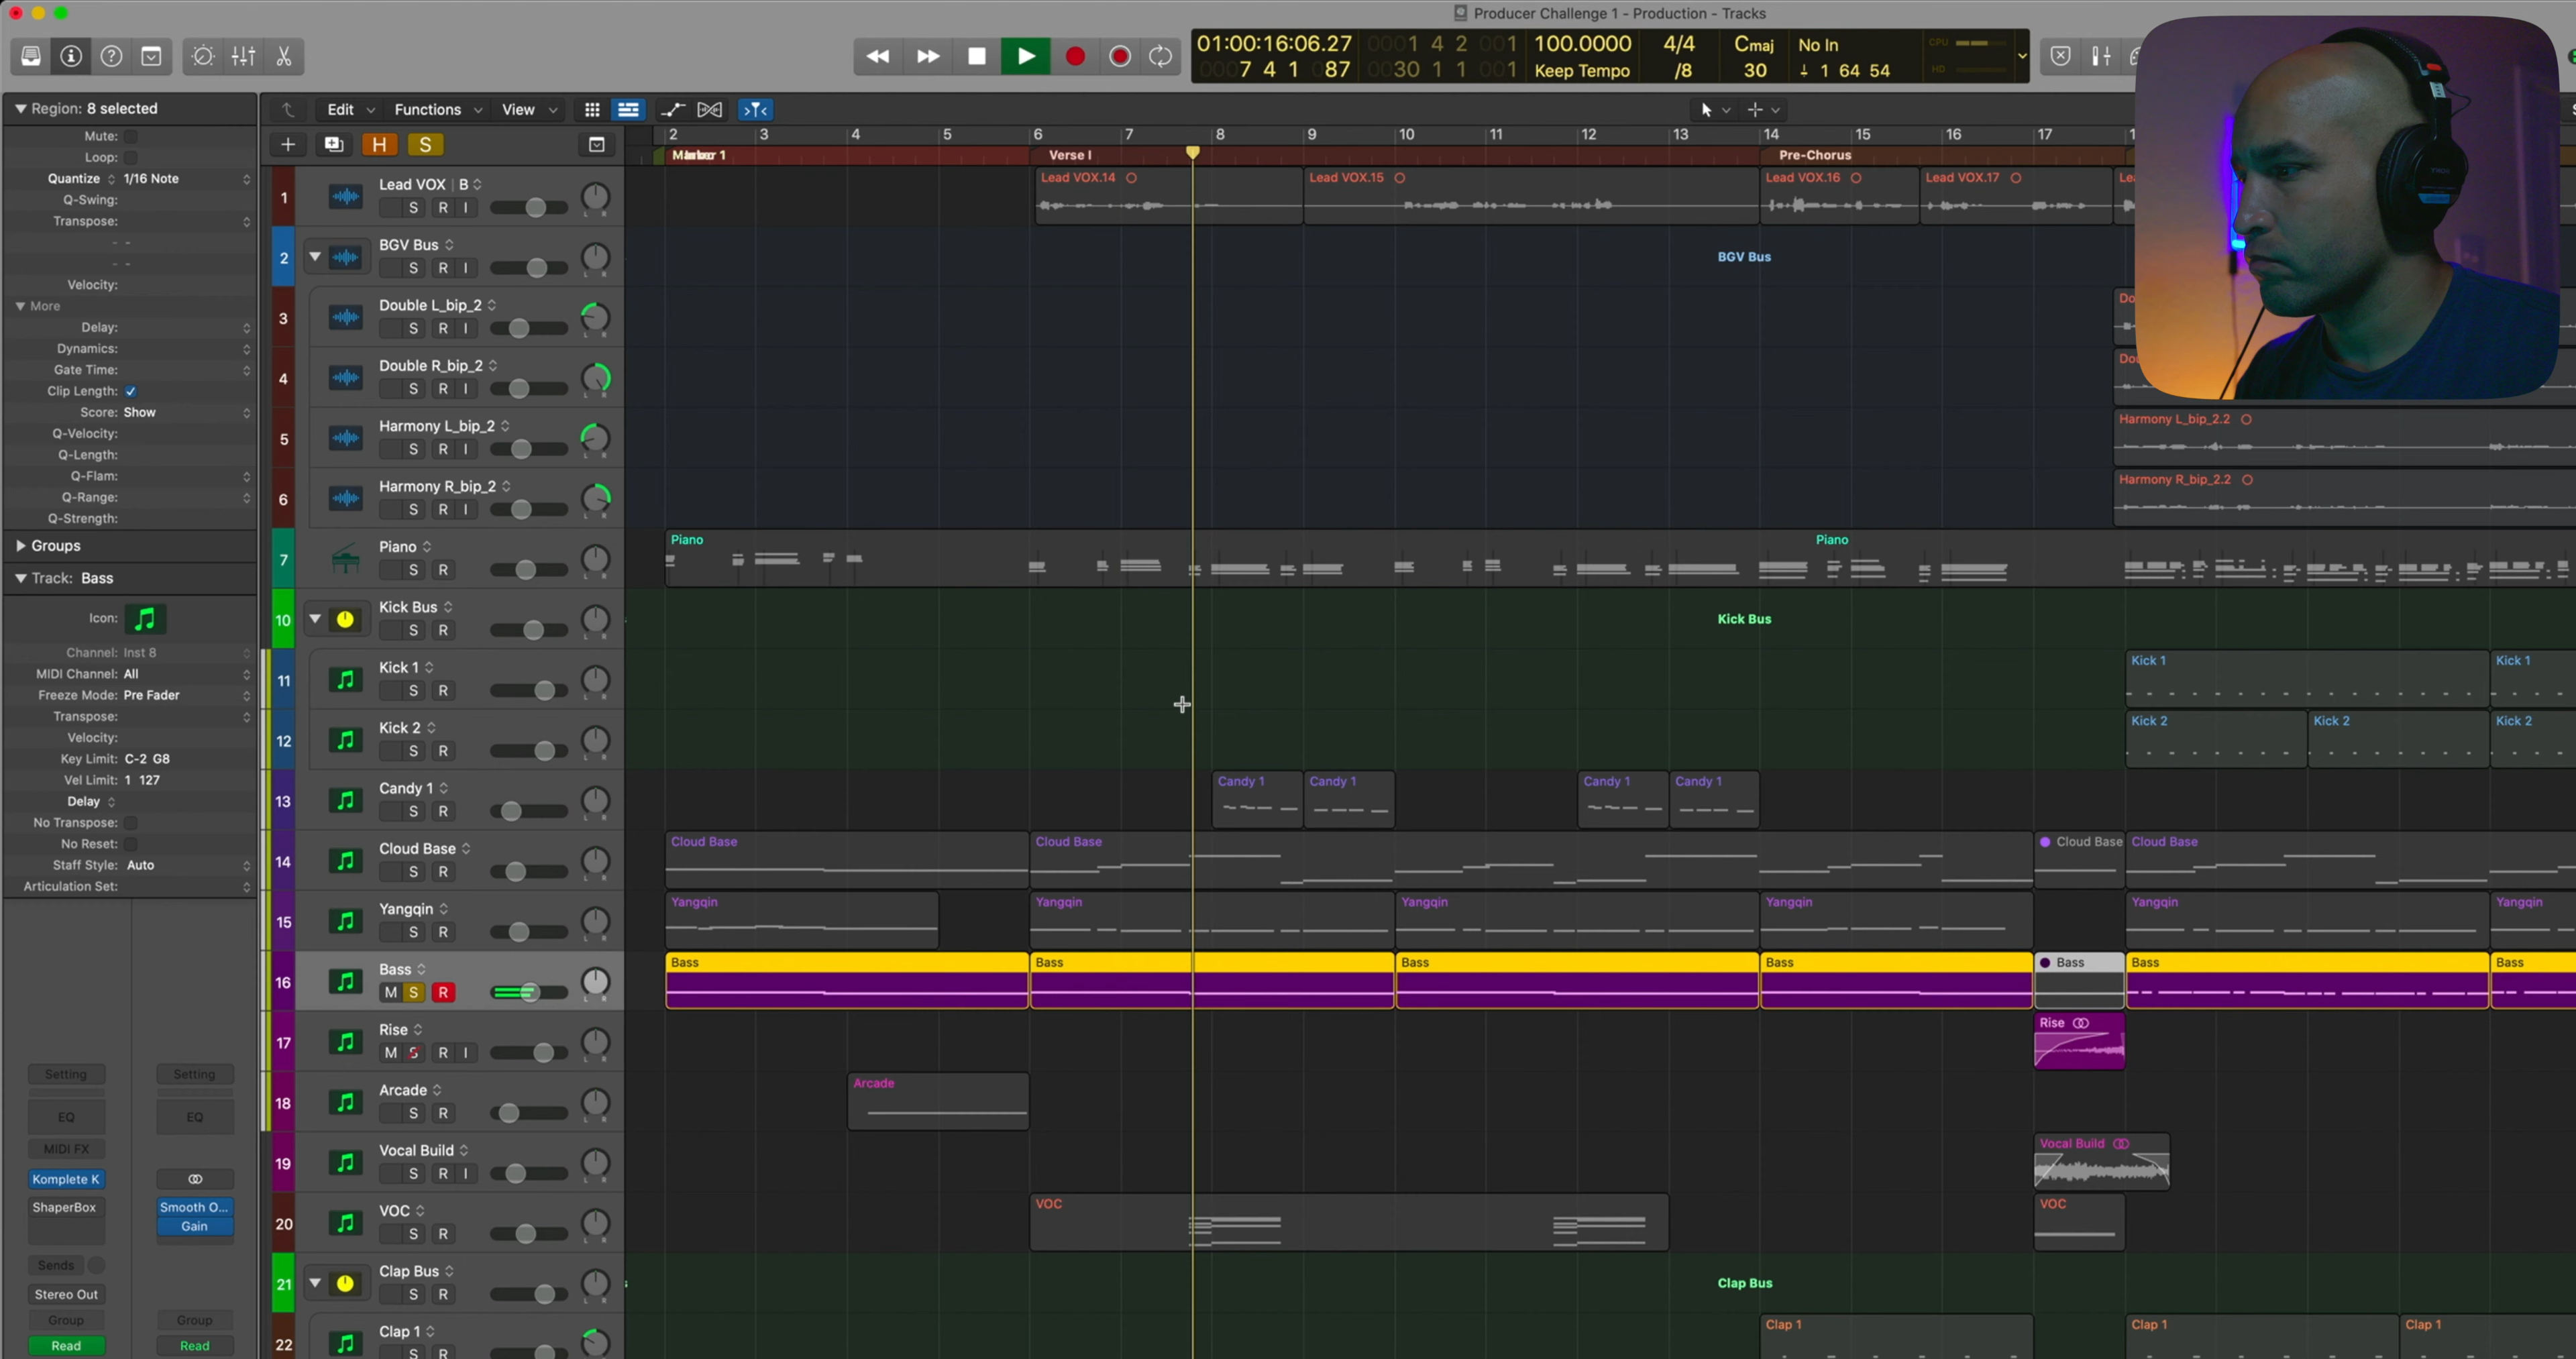 Producer Challenge 1 - Production - Tracks
01:00:16:06.27 0001 4 2 001 100.0000 4/4 Cmaj No In CPU
0007 4 1 087 0030 1 1 001 Keep Tempo /8 30 1 64 54 HD
Region: 8 selected
Edit Functions View
Mute:
Loop:
Quantize 1/16 Note
Q-Swing:
Transpose:
Velocity:
More
Delay:
Dynamics:
Gate Time:
Clip Length:
Score: Show
Q-Velocity:
Q-Length:
Q-Flam:
Q-Range:
Q-Strength:
Groups
Track: Bass
Icon:
Channel: Inst 8
MIDI Channel: All
Freeze Mode: Pre Fader
Transpose:
Velocity:
Key Limit: C-2 G8
Vel Limit: 1 127
Delay
No Transpose:
No Reset:
Staff Style: Auto
Articulation Set:
Setting Setting
EQ EQ
MIDI FX
Komplete K
ShaperBox Smooth O...
Gain
Sends
Stereo Out
Group Group
Read Read
H S
2 3 4 5 6 7 8 9 10 11 12 13 14 15 16 17
Marker 1 Verse I Pre-Chorus
1 Lead VOX B Lead VOX.14 Lead VOX.15 Lead VOX.16 Lead VOX.17
S R I
2 BGV Bus BGV Bus
S R I
3 Double L_bip_2
S R I
4 Double R_bip_2
S R I
5 Harmony L_bip_2 Harmony L_bip_2.2
S R I
6 Harmony R_bip_2 Harmony R_bip_2.2
S R I
7 Piano Piano Piano
S R
10 Kick Bus Kick Bus
S R
11 Kick 1 Kick 1 Kick 1
S R
12 Kick 2 Kick 2 Kick 2 Kick 2
S R
13 Candy 1 Candy 1 Candy 1 Candy 1 Candy 1
S R
14 Cloud Base Cloud Base Cloud Base Cloud Base Cloud Base
S R
15 Yangqin Yangqin Yangqin Yangqin Yangqin Yangqin Yangqin
S R
16 Bass Bass Bass Bass Bass Bass Bass Bass
M S R
17 Rise Rise
M S R I
18 Arcade Arcade
S R
19 Vocal Build Vocal Build
S R I
20 VOC VOC VOC
S R
21 Clap Bus Clap Bus
S R
22 Clap 1 Clap 1 Clap 1 Clap 1
S R